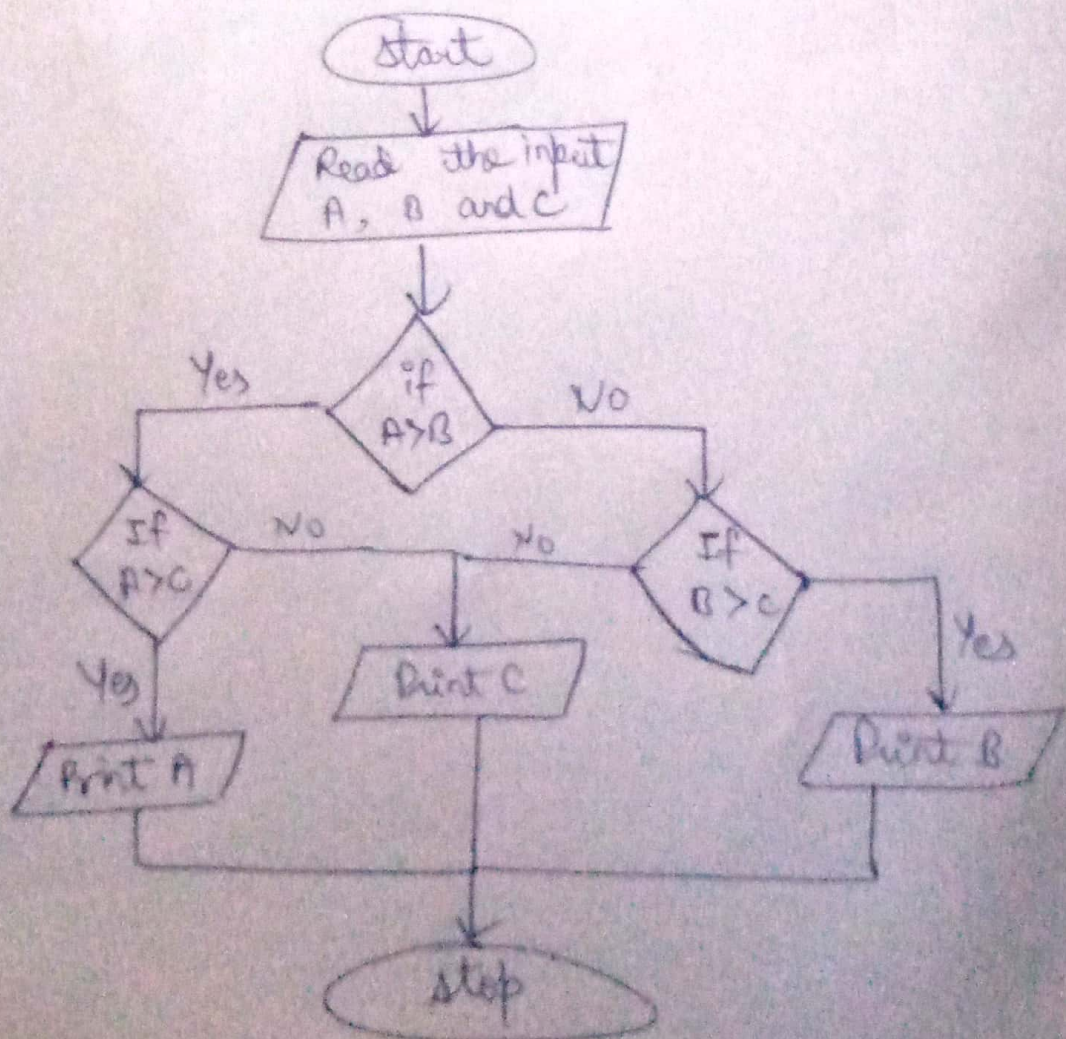 start
Read the input
A, B and C
if
A>B
Yes
No
If
A>C
No
No
If
B>C
Yes
Yes
Print C
Print A
Print B
stop